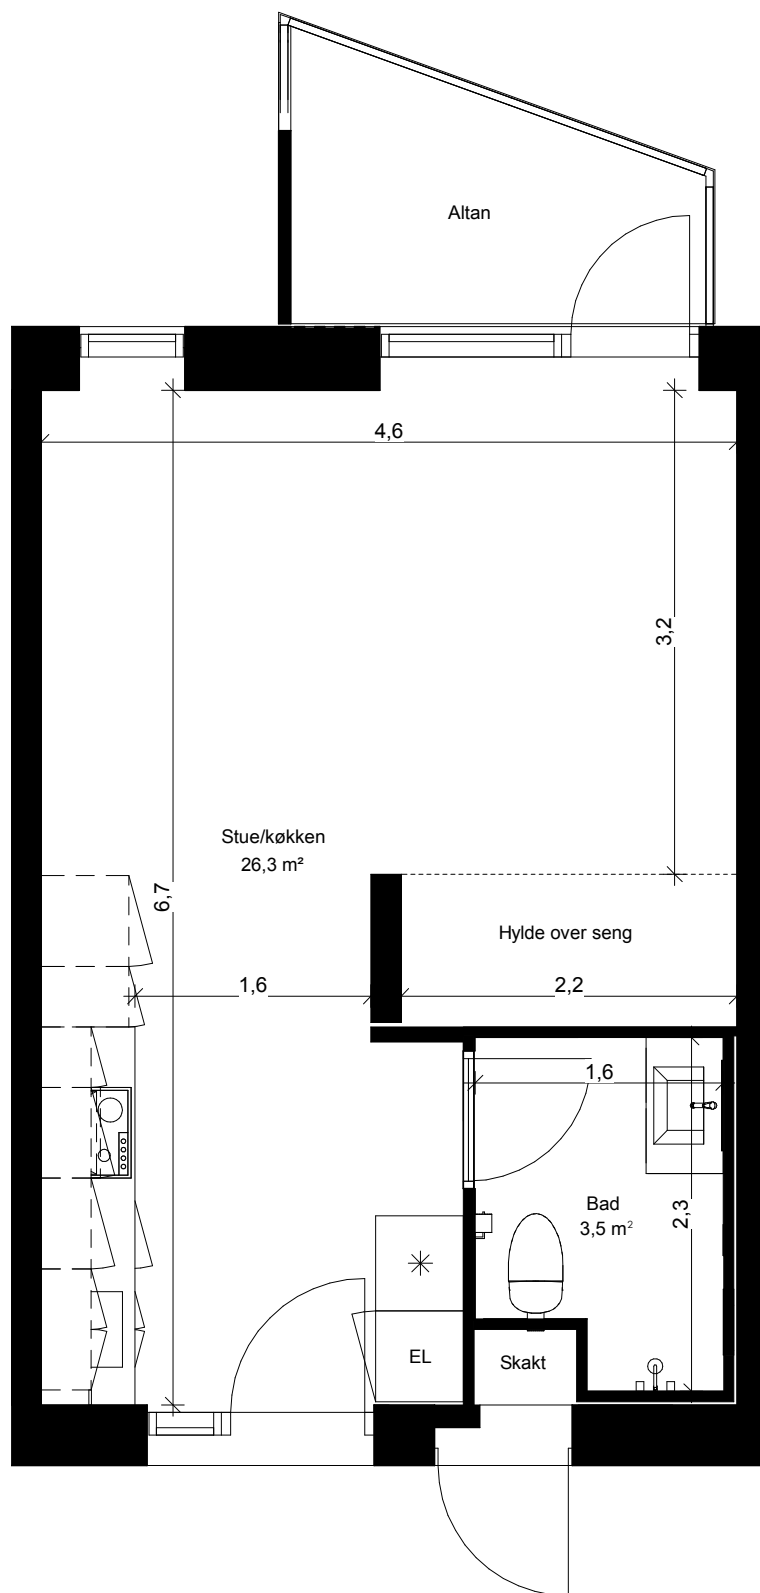 Altan
4,6
3,2
Stue/køkken
26,3 m²
6,7
Hylde over seng
1,6
2,2
1,6
Bad
3,5 m²
2,3
EL
Skakt